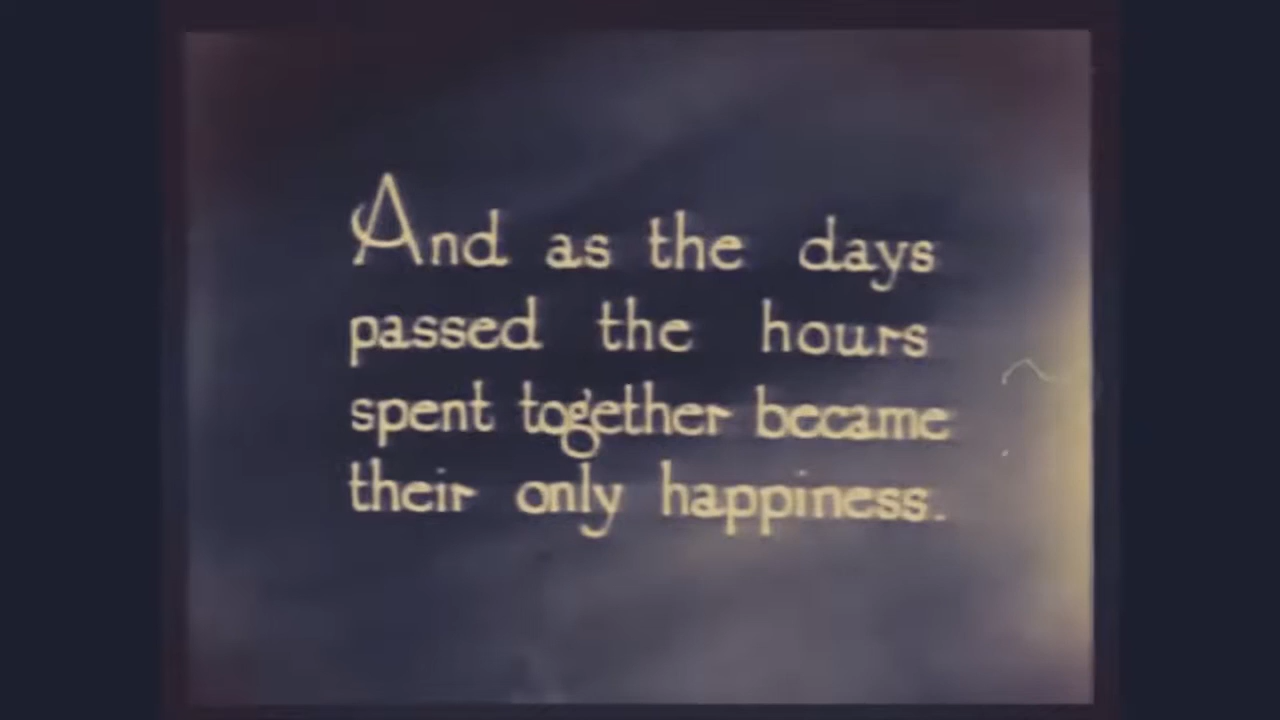 And as the days
passed the hours
spent together became
their only happiness.